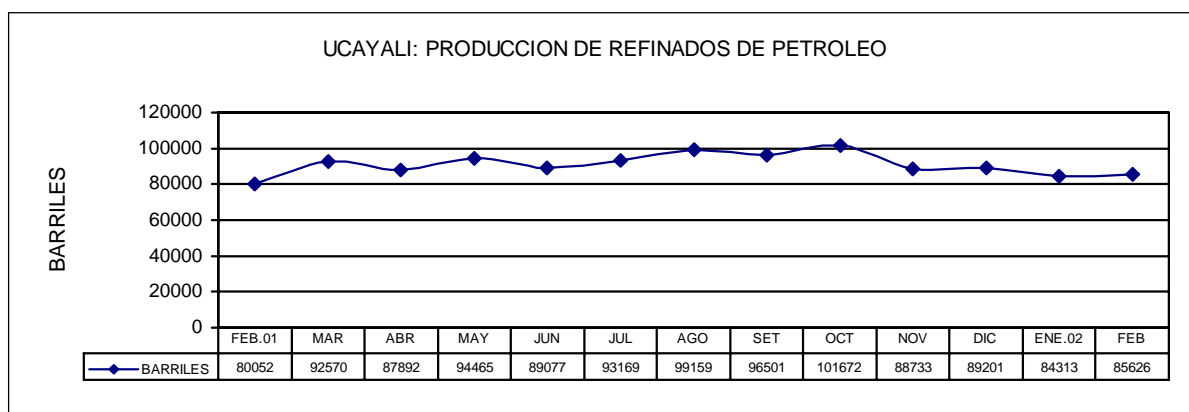 UCAYALI: PRODUCCION DE REFINADOS DE PETROLEO
BARRILES
120000
100000
80000
60000
40000
20000
0
FEB.01 MAR ABR MAY JUN JUL AGO SET OCT NOV DIC ENE.02 FEB
BARRILES 80052 92570 87892 94465 89077 93169 99159 96501 101672 88733 89201 84313 85626